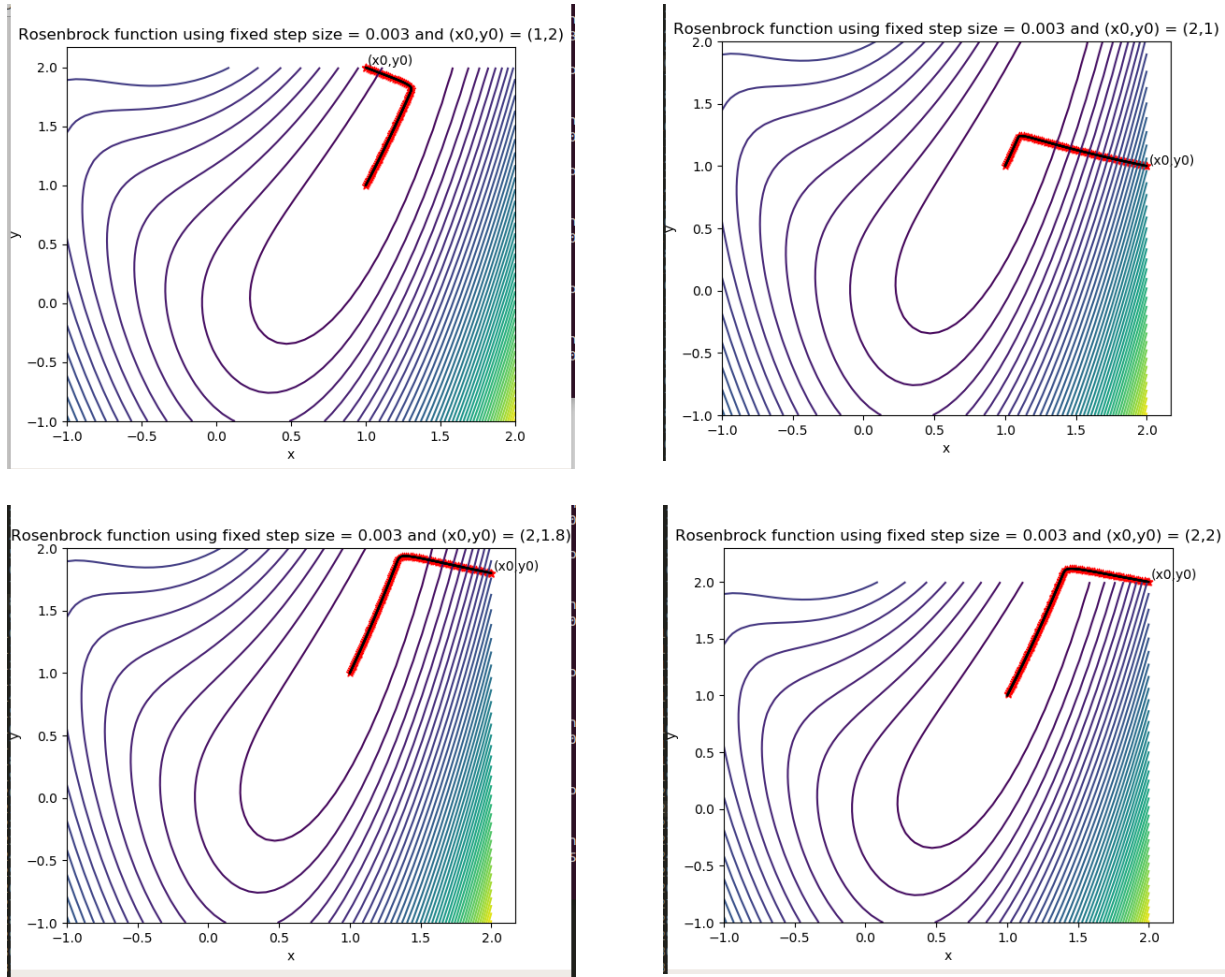 Rosenbrock function using fixed step size = 0.003 and (x0,y0) = (1,2)
(x0,y0)
2.0
1.5
1.0
0.5
0.0
−0.5
−1.0
y
−1.0 −0.5 0.0 0.5 1.0 1.5 2.0
x
Rosenbrock function using fixed step size = 0.003 and (x0,y0) = (2,1)
2.0
1.5
1.0
(x0,y0)
0.5
0.0
−0.5
−1.0
y
−1.0 −0.5 0.0 0.5 1.0 1.5 2.0
x
Rosenbrock function using fixed step size = 0.003 and (x0,y0) = (2,1.8)
2.0
(x0,y0)
1.5
1.0
0.5
0.0
−0.5
−1.0
y
−1.0 −0.5 0.0 0.5 1.0 1.5 2.0
x
Rosenbrock function using fixed step size = 0.003 and (x0,y0) = (2,2)
(x0,y0)
2.0
1.5
1.0
0.5
0.0
−0.5
−1.0
y
−1.0 −0.5 0.0 0.5 1.0 1.5 2.0
x